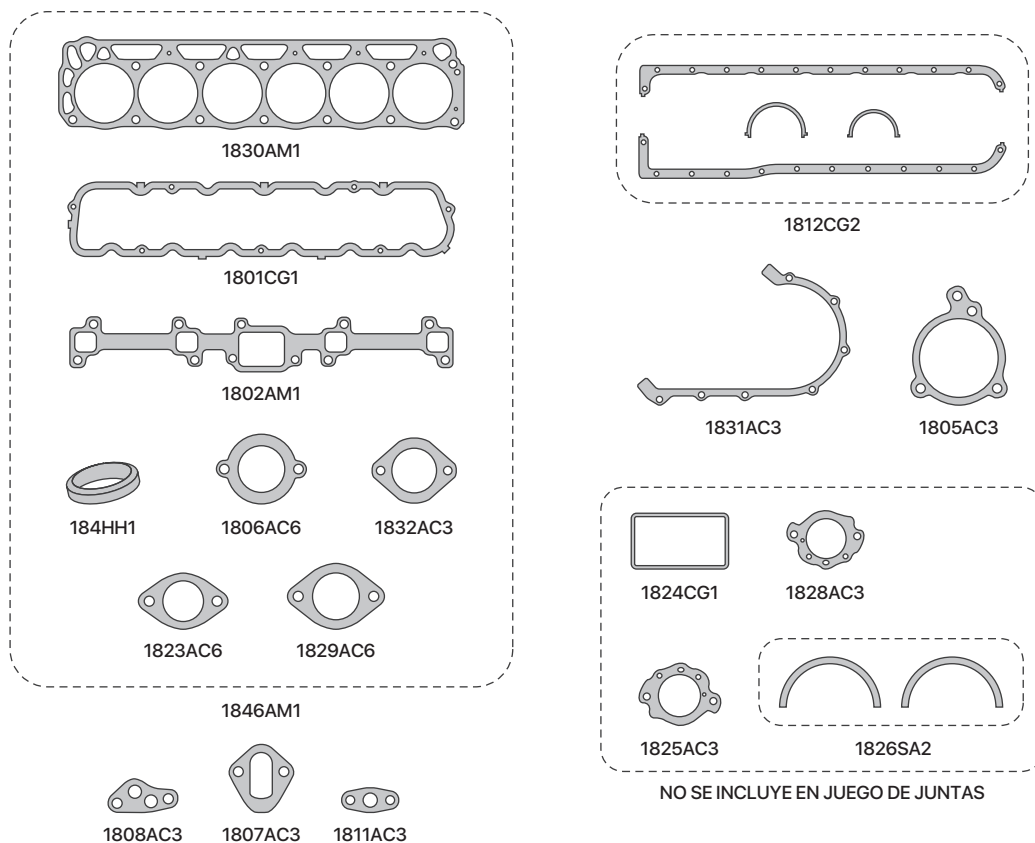 1830AM1
1801CG1
1802AM1
184HH1
1806AC6
1832AC3
1823AC6
1829AC6
1846AM1
1808AC3
1807AC3
1811AC3
1812CG2
1831AC3
1805AC3
1824CG1
1828AC3
1825AC3
1826SA2
NO SE INCLUYE EN JUEGO DE JUNTAS